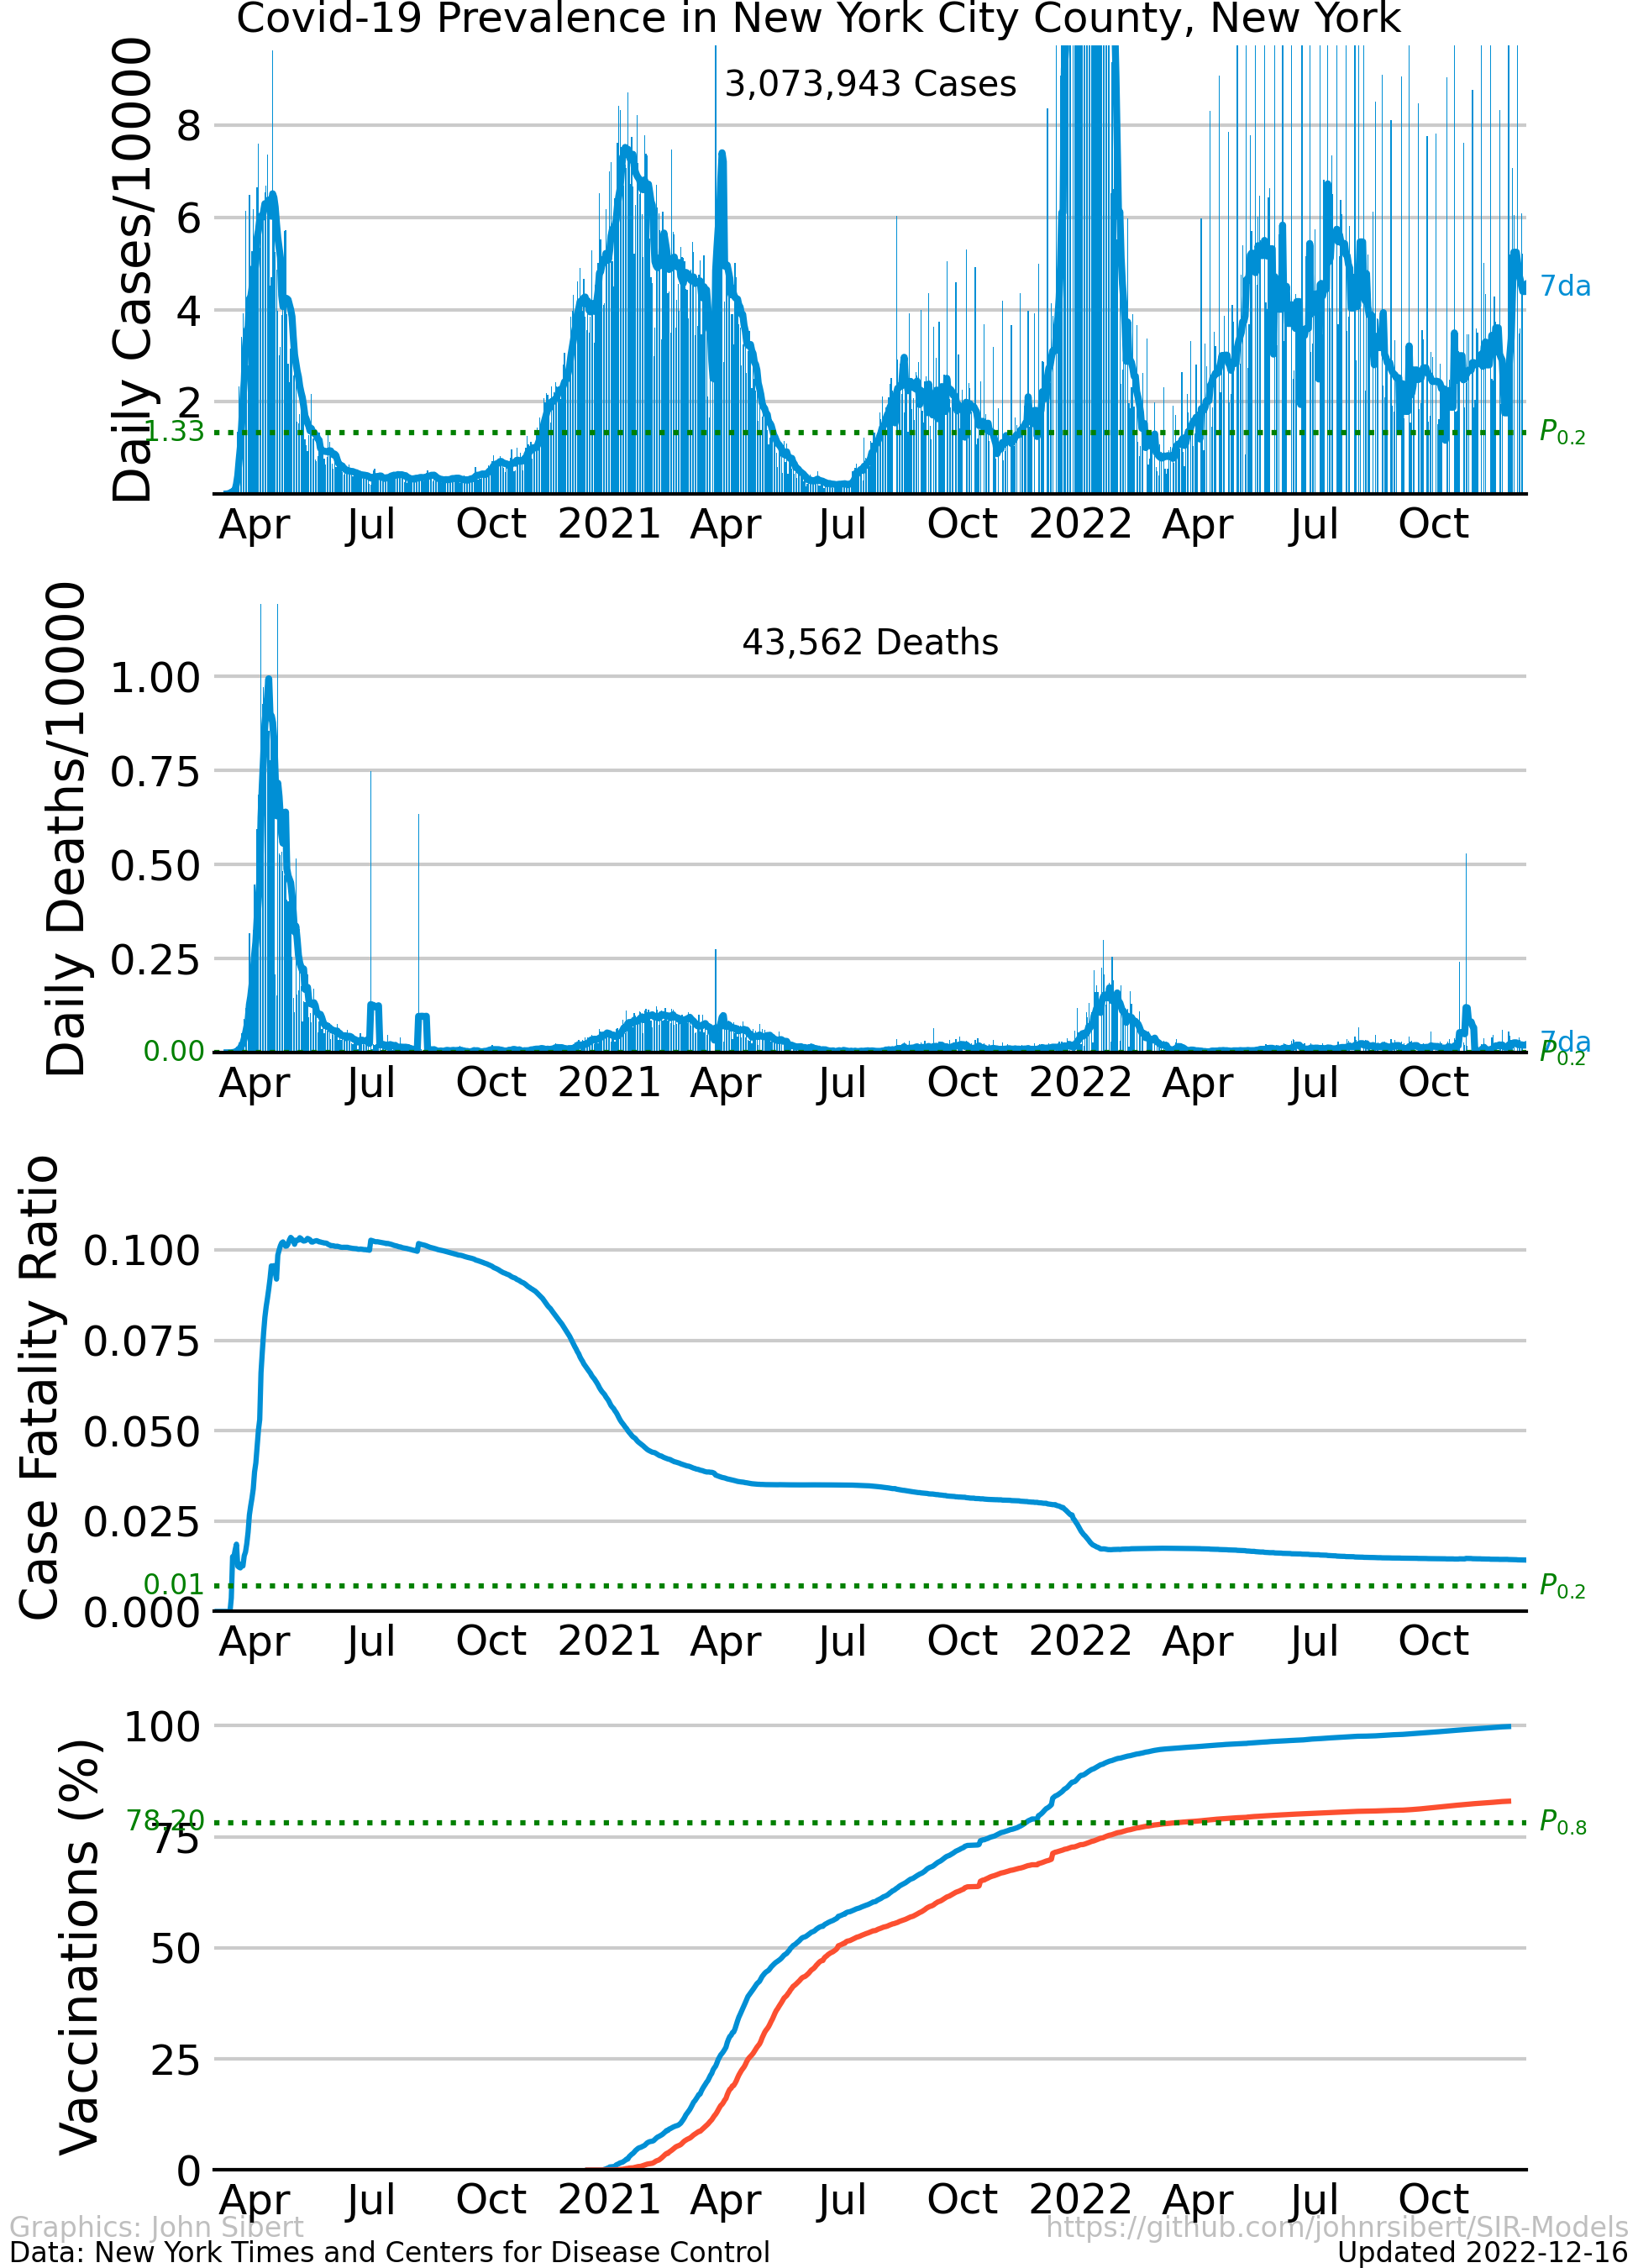 Covid-19 Prevalence in New York City County, New York
3,073,943 Cases
Daily Cases/10000
8
6
4
2
1.33
7da
P0.2
Apr Jul Oct 2021 Apr Jul Oct 2022 Apr Jul Oct
43,562 Deaths
Daily Deaths/10000
1.00
0.75
0.50
0.25
0.00
7da
P0.2
Apr Jul Oct 2021 Apr Jul Oct 2022 Apr Jul Oct
Case Fatality Ratio
0.100
0.075
0.050
0.025
0.01
0.000
P0.2
Apr Jul Oct 2021 Apr Jul Oct 2022 Apr Jul Oct
Vaccinations (%)
100
78.20
75
50
25
0
P0.8
Apr Jul Oct 2021 Apr Jul Oct 2022 Apr Jul Oct
Graphics: John Sibert https://github.com/johnrsibert/SIR-Models
Data: New York Times and Centers for Disease Control Updated 2022-12-16